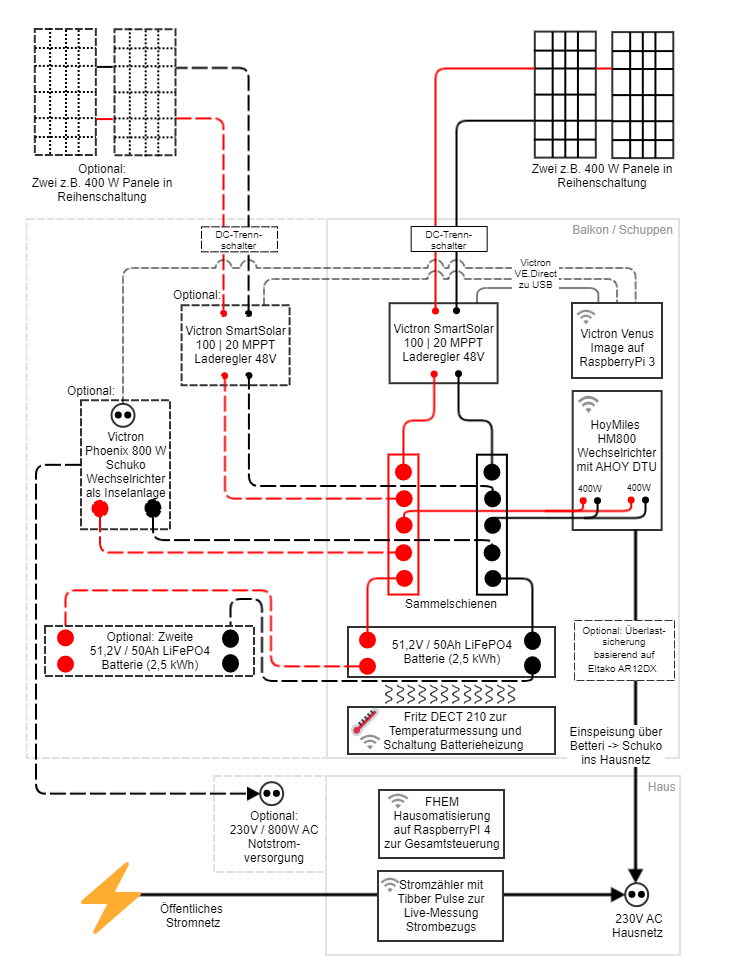 Optional:
Zwei z.B. 400 W Panele in
Reihenschaltung
Zwei z.B. 400 W Panele in
Reihenschaltung
Balkon / Schuppen
DC-Trenn-
schalter
DC-Trenn-
schalter
Victron
VE.Direct
zu USB
Optional:
Victron SmartSolar
100 | 20 MPPT
Laderegler 48V
Victron SmartSolar
100 | 20 MPPT
Laderegler 48V
Victron Venus
Image auf
RaspberryPi 3
Optional:
Victron
Phoenix 800 W
Schuko
Wechselrichter
als Inselanlage
HoyMiles
HM800
Wechselrichter
mit AHOY DTU
400W
400W
Sammelschienen
Optional: Zweite
51,2V / 50Ah LiFePO4
Batterie (2,5 kWh)
51,2V / 50Ah LiFePO4
Batterie (2,5 kWh)
Optional: Überlast-
sicherung
basierend auf
Eltako AR12DX
Fritz DECT 210 zur
Temperaturmessung und
Schaltung Batterieheizung
Einspeisung über
Betteri -> Schuko
ins Hausnetz
Haus
Optional:
230V / 800W AC
Notstrom-
versorgung
FHEM
Hausomatisierung
auf RaspberryPI 4
zur Gesamtsteuerung
Öffentliches
Stromnetz
Stromzähler mit
Tibber Pulse zur
Live-Messung
Strombezugs
230V AC
Hausnetz